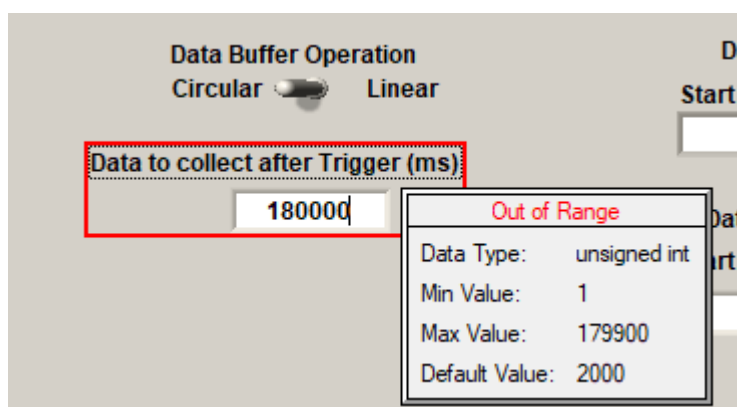 Data Buffer Operation
Circular Linear
Start
Data to collect after Trigger (ms)
180000
Out of Range
Data Type: unsigned int
Min Value: 1
Max Value: 179900
Default Value: 2000